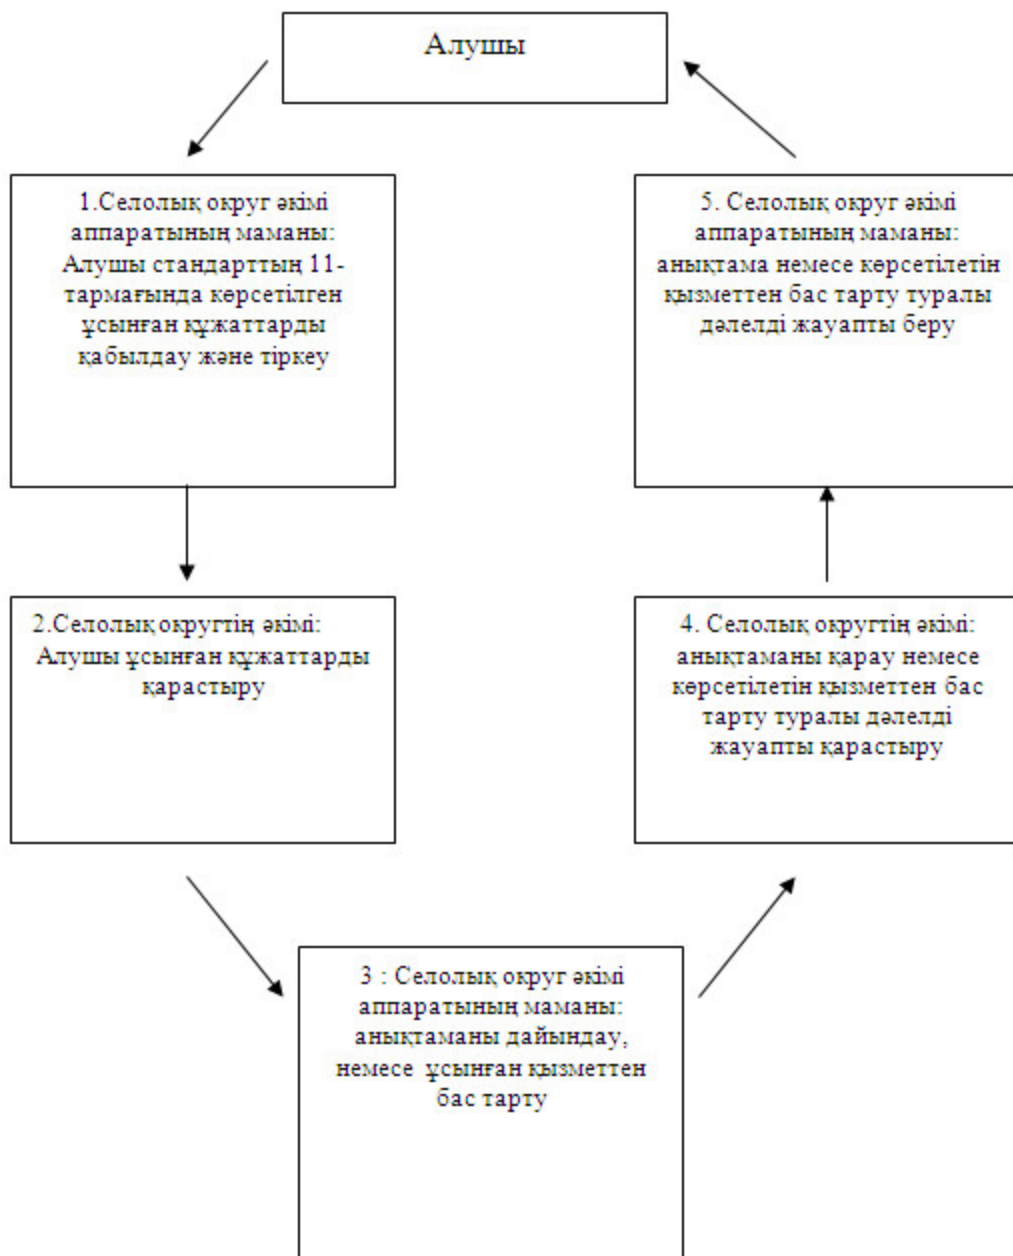 Алушы
1.Селолық округ әкімі
аппаратының маманы:
Алушы стандарттың 11-
тармағында көрсетілген
ұсынған құжаттарды
қабылдау және тіркеу
2.Селолық округтің әкімі:
Алушы ұсынған құжаттарды
қарастыру
3 : Селолық округ әкімі
аппаратының маманы:
анықтаманы дайындау,
немесе ұсынған қызметтен
бас тарту
4. Селолық округтің әкімі:
анықтаманы қарау немесе
көрсетілетін қызметтен бас
тарту туралы дәлелді
жауапты қарастыру
5. Селолық округ әкімі
аппаратының маманы:
анықтама немесе көрсетілетін
қызметтен бас тарту туралы
дәлелді жауапты беру